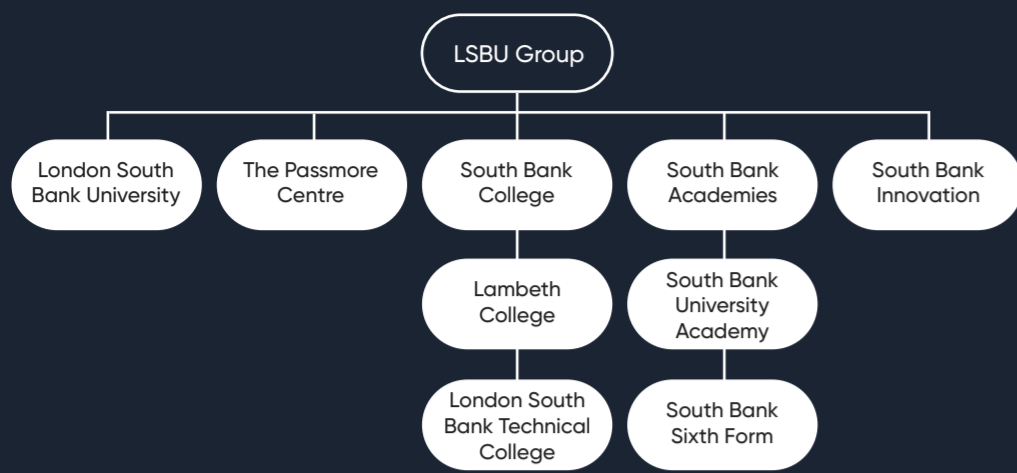 LSBU Group
London South
Bank University
The Passmore
Centre
South Bank
College
South Bank
Academies
South Bank
Innovation
Lambeth
College
South Bank
University
Academy
London South
Bank Technical
College
South Bank
Sixth Form